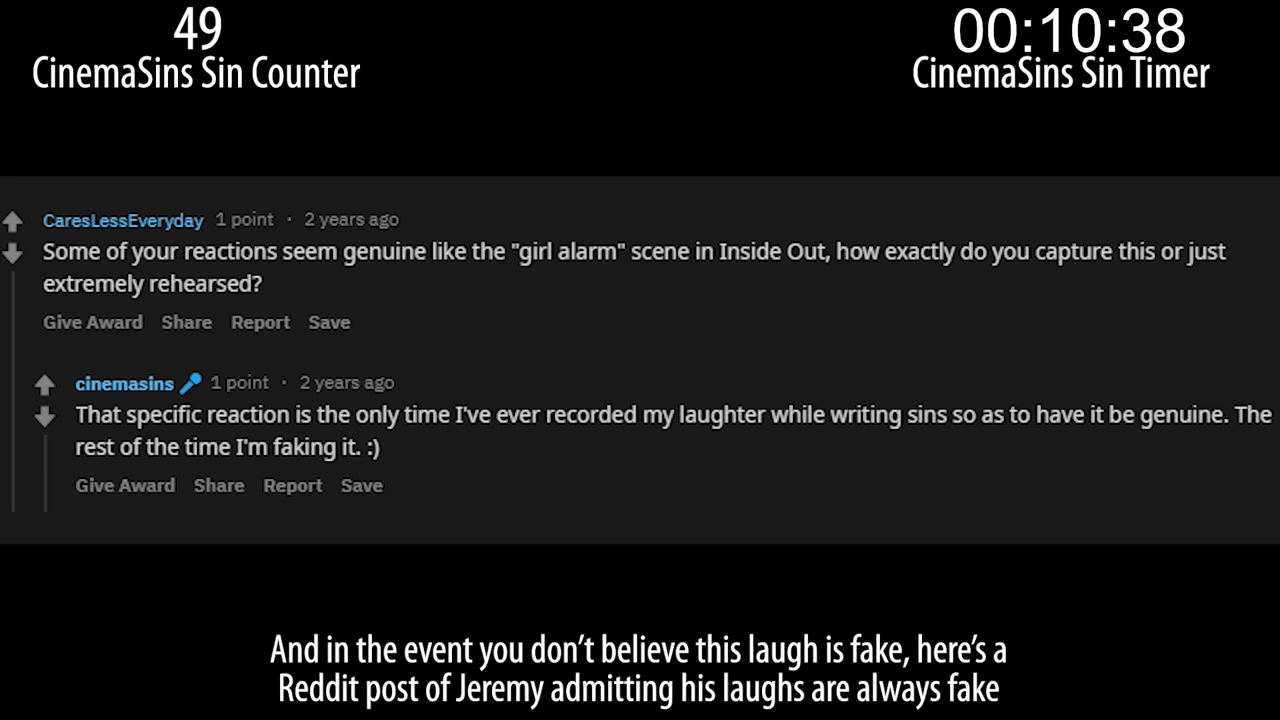 49
CinemaSins Sin Counter
00:10:38
CinemaSins Sin Timer
CaresLessEveryday 1 point · 2 years ago
Some of your reactions seem genuine like the "girl alarm" scene in Inside Out, how exactly do you capture this or just
extremely rehearsed?
Give Award Share Report Save
cinemasins 1 point · 2 years ago
That specific reaction is the only time I've ever recorded my laughter while writing sins so as to have it be genuine. The
rest of the time I'm faking it. :)
Give Award Share Report Save
And in the event you don’t believe this laugh is fake, here’s a
Reddit post of Jeremy admitting his laughs are always fake